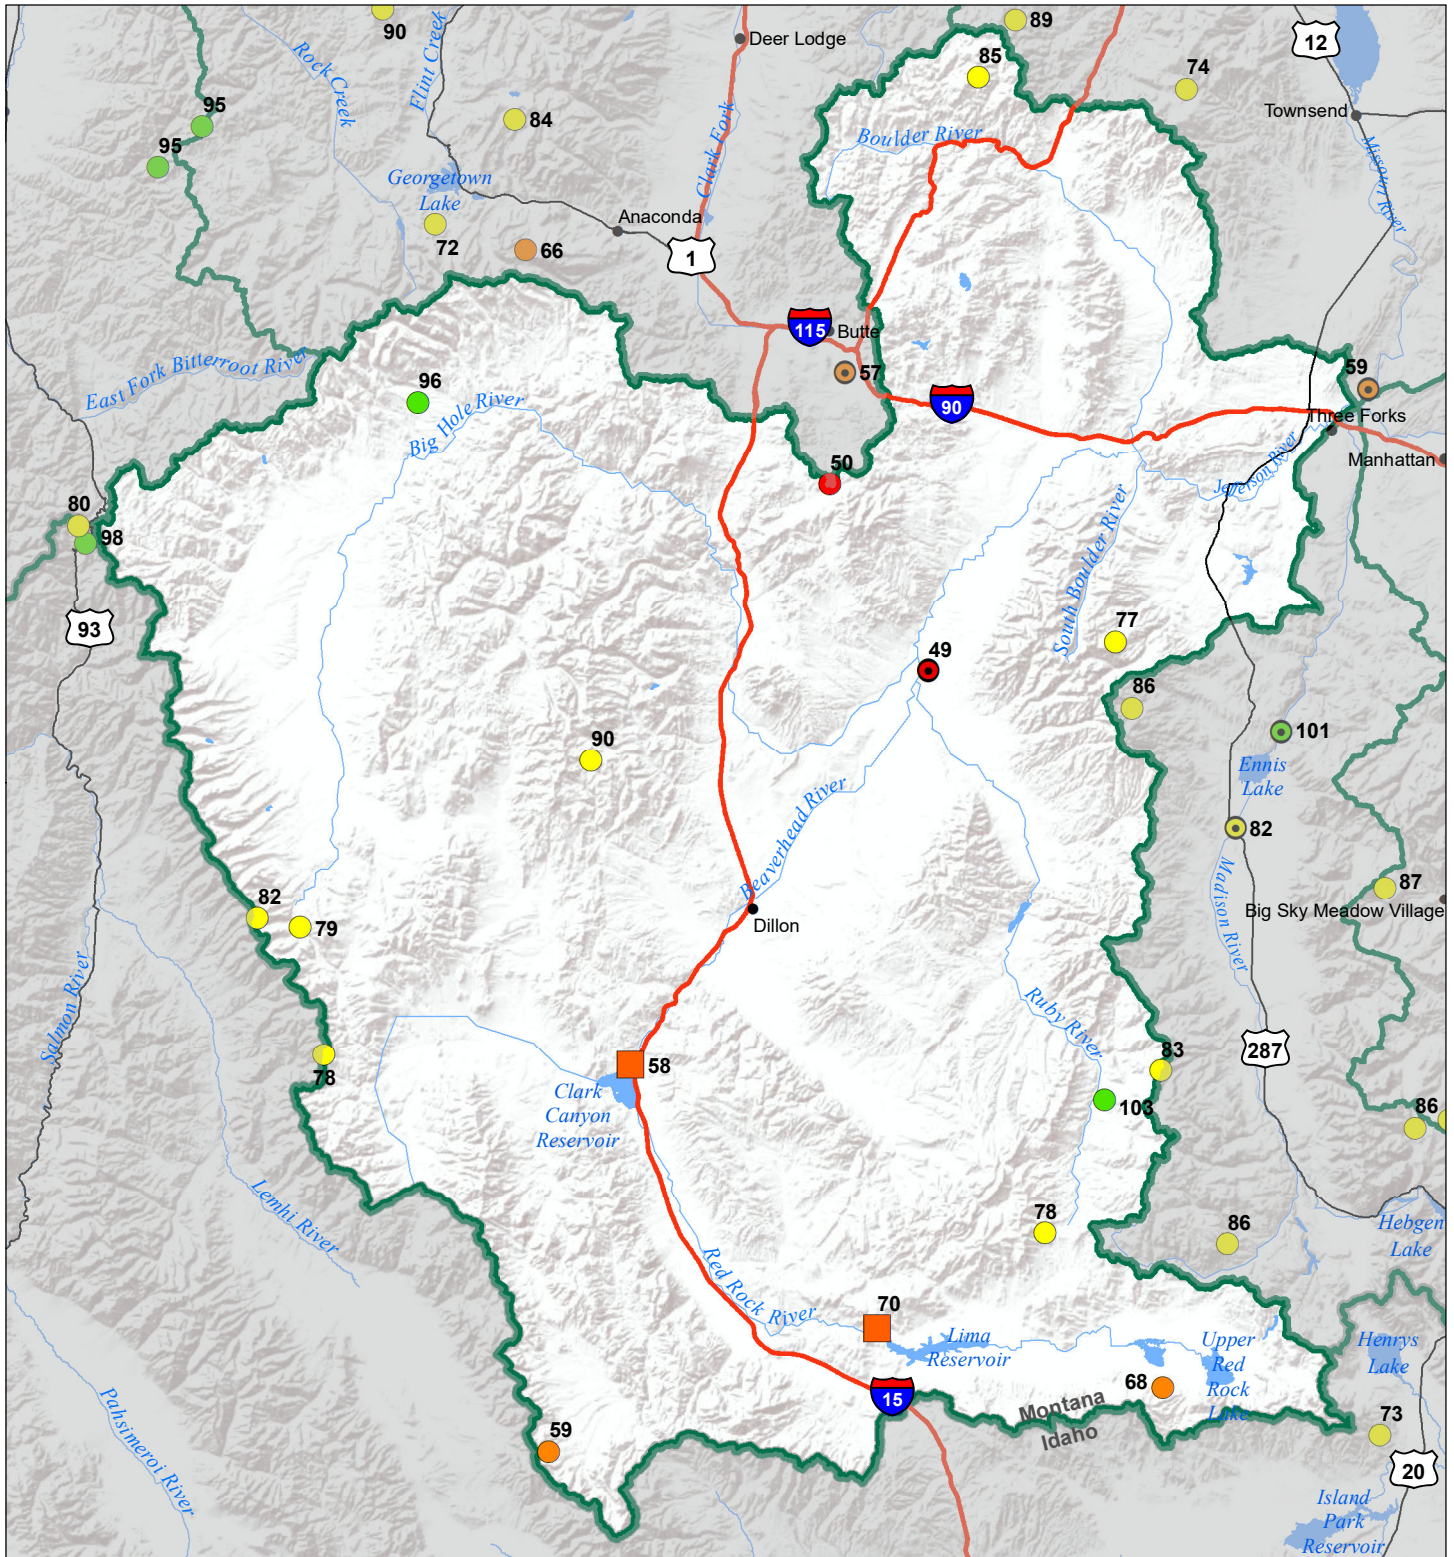 90
89
12
Deer Lodge
Rock Creek
Flint Creek
85
74
95
84
Clark Fork
Boulder River
Townsend
Missouri River
95
Georgetown
Lake
Anaconda
72
66
1
115
Butte
57
East Fork Bitterroot River
96
Big Hole River
90
59
Three Forks
Manhattan
50
Jefferson River
80
98
South Boulder River
93
77
49
86
101
90
Ennis
Lake
Beaverhead River
82
Madison River
87
Big Sky Meadow Village
82
79
Dillon
Salmon River
Ruby River
287
83
78
58
Clark
Canyon
Reservoir
103
86
Lemhi River
78
86
Hebgen
Lake
Red Rock River
70
Lima
Reservoir
Upper
Red
Rock
Lake
Henrys
Lake
68
15
Montana
Idaho
Pahsimeroi River
59
73
20
Island
Park
Reservoir